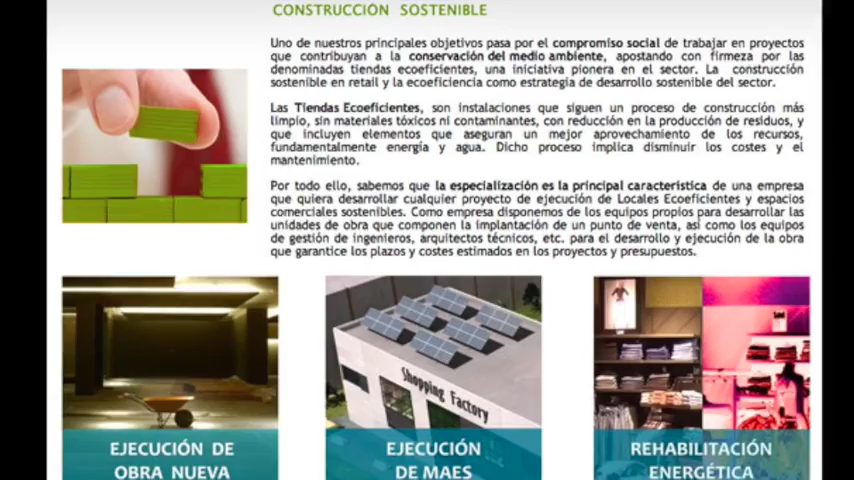 CONSTRUCCIÓN SOSTENIBLE
Uno de nuestros principales objetivos pasa por el compromiso social de trabajar en proyectos
que contribuyan a la conservación del medio ambiente, apostando con firmeza por las
denominadas tiendas ecoeficientes, una iniciativa pionera en el sector. La construcción
sostenible en retail y la ecoeficiencia como estrategia de desarrollo sostenible del sector.
Las Tiendas Ecoeficientes, son instalaciones que siguen un proceso de construcción más
limpio, sin materiales tóxicos ni contaminantes, con reducción en la producción de residuos, y
que incluyen elementos que aseguran un mejor aprovechamiento de los recursos,
fundamentalmente energía y agua. Dicho proceso implica disminuir los costes y el
mantenimiento.
Por todo ello, sabemos que la especialización es la principal característica de una empresa
que quiera desarrollar cualquier proyecto de ejecución de Locales Ecoeficientes y espacios
comerciales sostenibles. Como empresa disponemos de los equipos propios para desarrollar las
unidades de obra que componen la implantación de un punto de venta, así como los equipos
de gestión de ingenieros, arquitectos técnicos, etc. para el desarrollo y ejecución de la obra
que garantice los plazos y costes estimados en los proyectos y presupuestos.
Shopping Factory
EJECUCIÓN DE
OBRA NUEVA
EJECUCIÓN
DE MAES
REHABILITACIÓN
ENERGÉTICA